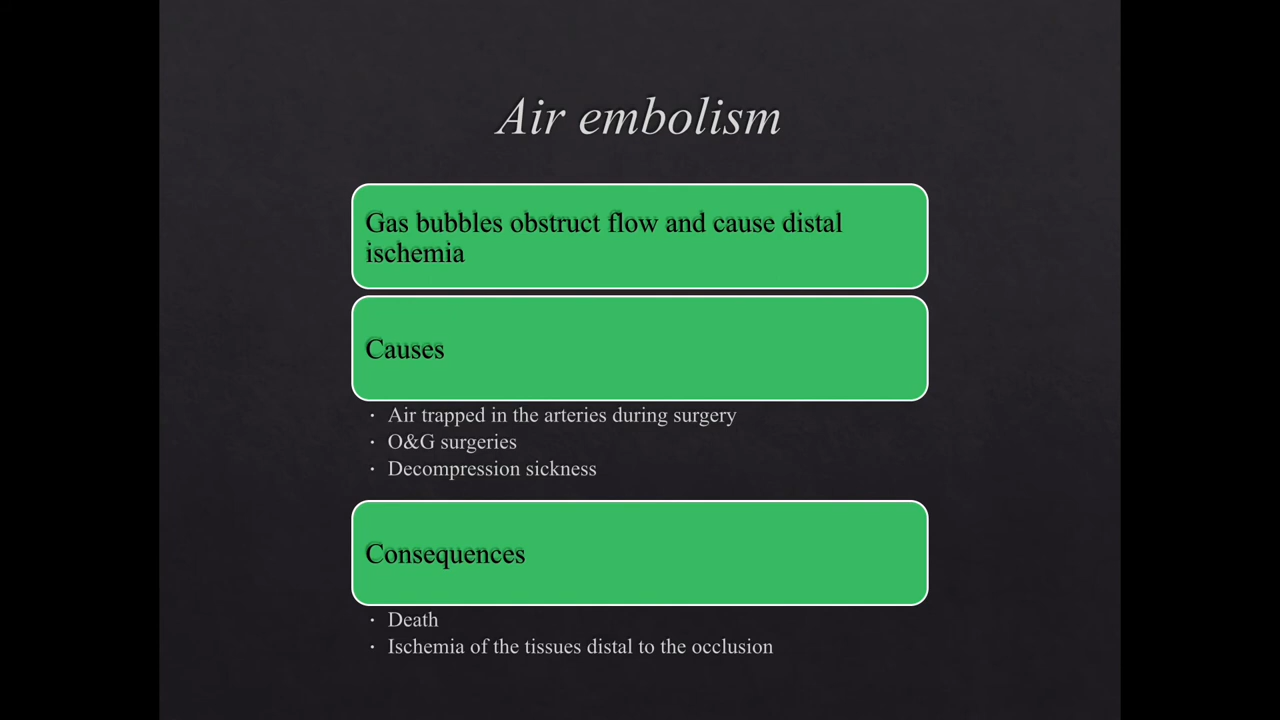 Air embolism
Gas bubbles obstruct flow and cause distal
ischemia
Causes
· Air trapped in the arteries during surgery
· O&G surgeries
· Decompression sickness
Consequences
· Death
· Ischemia of the tissues distal to the occlusion